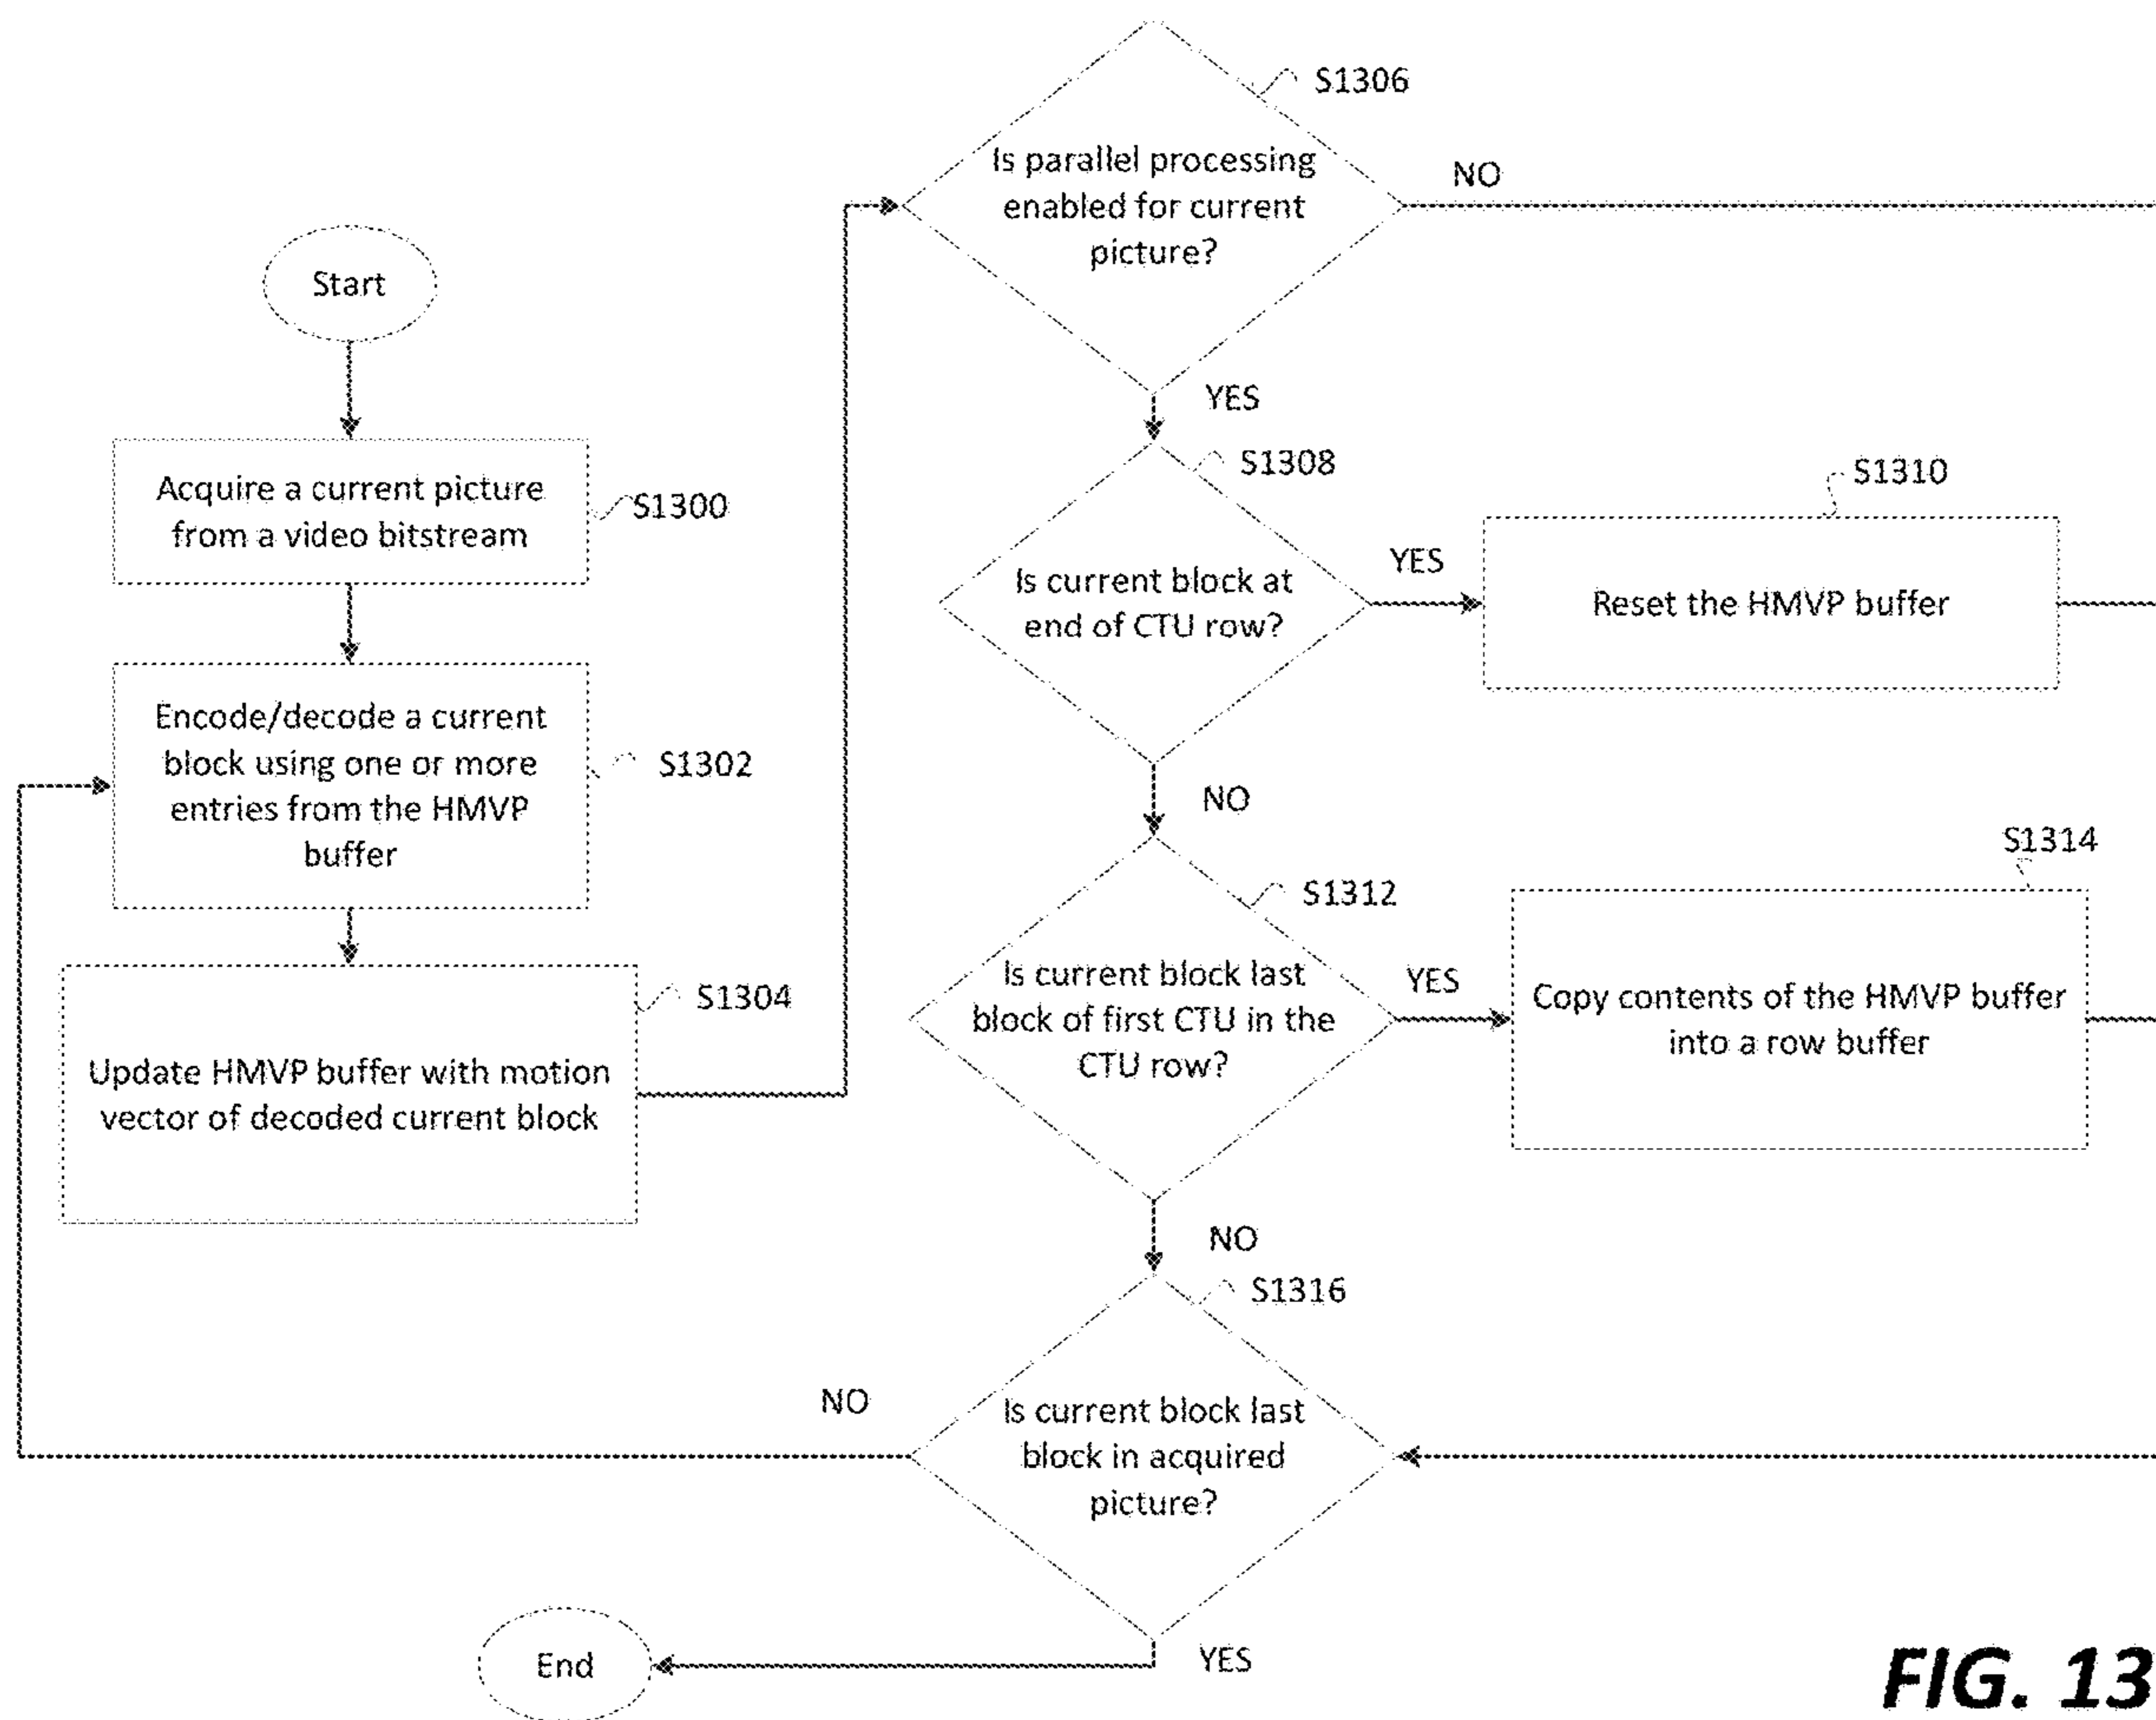 Start
Acquire a current picture
from a video bitstream
S1300
Encode/decode a current
block using one or more
entries from the HMVP
buffer
S1302
Update HMVP buffer with motion
vector of decoded current block
S1304
Is parallel processing
enabled for current
picture?
S1306
NO
YES
Is current block at
end of CTU row?
S1308
YES
Reset the HMVP buffer
S1310
NO
Is current block last
block of first CTU in the
CTU row?
S1312
YES
Copy contents of the HMVP buffer
into a row buffer
S1314
NO
Is current block last
block in acquired
picture?
S1316
NO
YES
End
FIG. 13